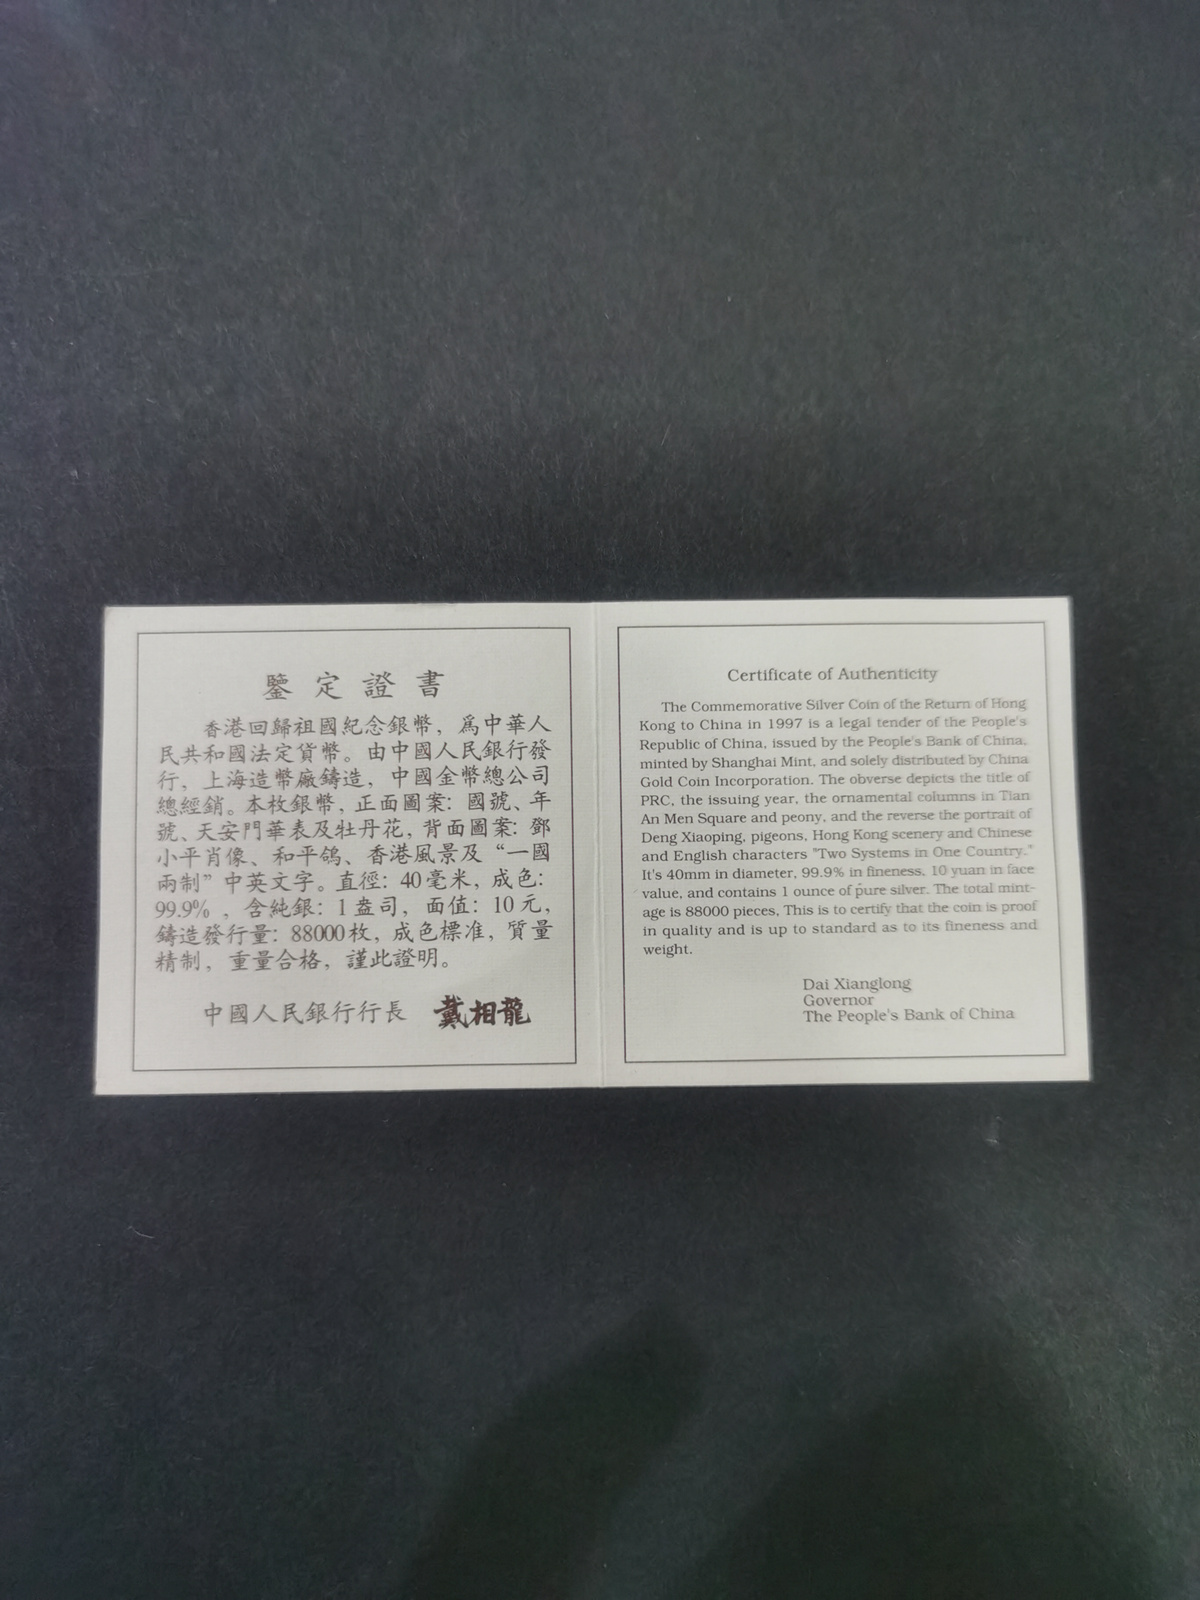 鑒定證書
香港回歸祖國紀念銀幣，爲中華人
民共和國法定貨幣。由中國人民銀行發
行，上海造幣廠鑄造，中國金幣總公司
總經銷。本枚銀幣，正面圖案：國號、年
號、天安門華表及牡丹花，背面圖案：鄧
小平肖像、和平鴿、香港風景及“一國
兩制”中英文字。直徑：40毫米，成色：
99.9%，含純銀：1盎司，面值：10元，
鑄造發行量：88000枚，成色標准，質量
精制，重量合格，謹此證明。
中國人民銀行行長 戴相龍
Certificate of Authenticity
The Commemorative Silver Coin of the Return of Hong
Kong to China in 1997 is a legal tender of the People's
Republic of China, issued by the People's Bank of China,
minted by Shanghai Mint, and solely distributed by China
Gold Coin Incorporation. The obverse depicts the title of
PRC, the issuing year, the ornamental columns in Tian
An Men Square and peony, and the reverse the portrait of
Deng Xiaoping, pigeons, Hong Kong scenery and Chinese
and English characters "Two Systems in One Country."
It's 40mm in diameter, 99.9% in fineness, 10 yuan in face
value, and contains 1 ounce of pure silver. The total mint-
age is 88000 pieces, This is to certify that the coin is proof
in quality and is up to standard as to its fineness and
weight.
Dai Xianglong
Governor
The People's Bank of China